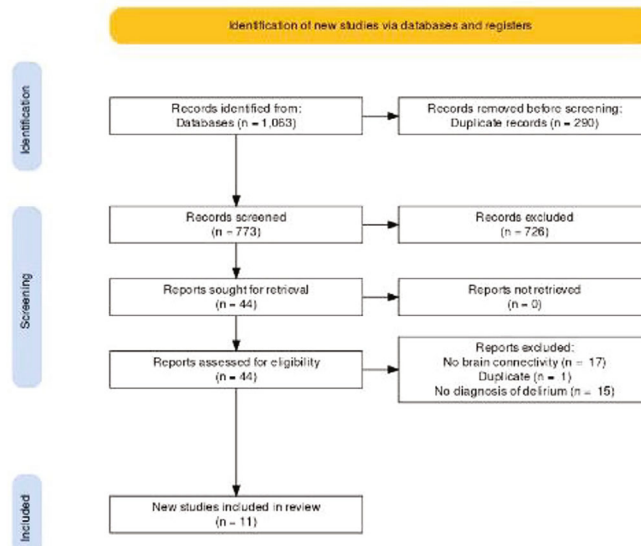 Identification of new studies via databases and registers
Identification
Records identified from:
Databases (n = 1,063)
Records removed before screening:
Duplicate records (n = 290)
Screening
Records screened
(n = 773)
Records excluded
(n = 726)
Reports sought for retrieval
(n = 44)
Reports not retrieved
(n = 0)
Reports assessed for eligibility
(n = 44)
Reports excluded:
No brain connectivity (n = 17)
Duplicate (n = 1)
No diagnosis of delirium (n = 15)
Included
New studies included in review
(n = 11)